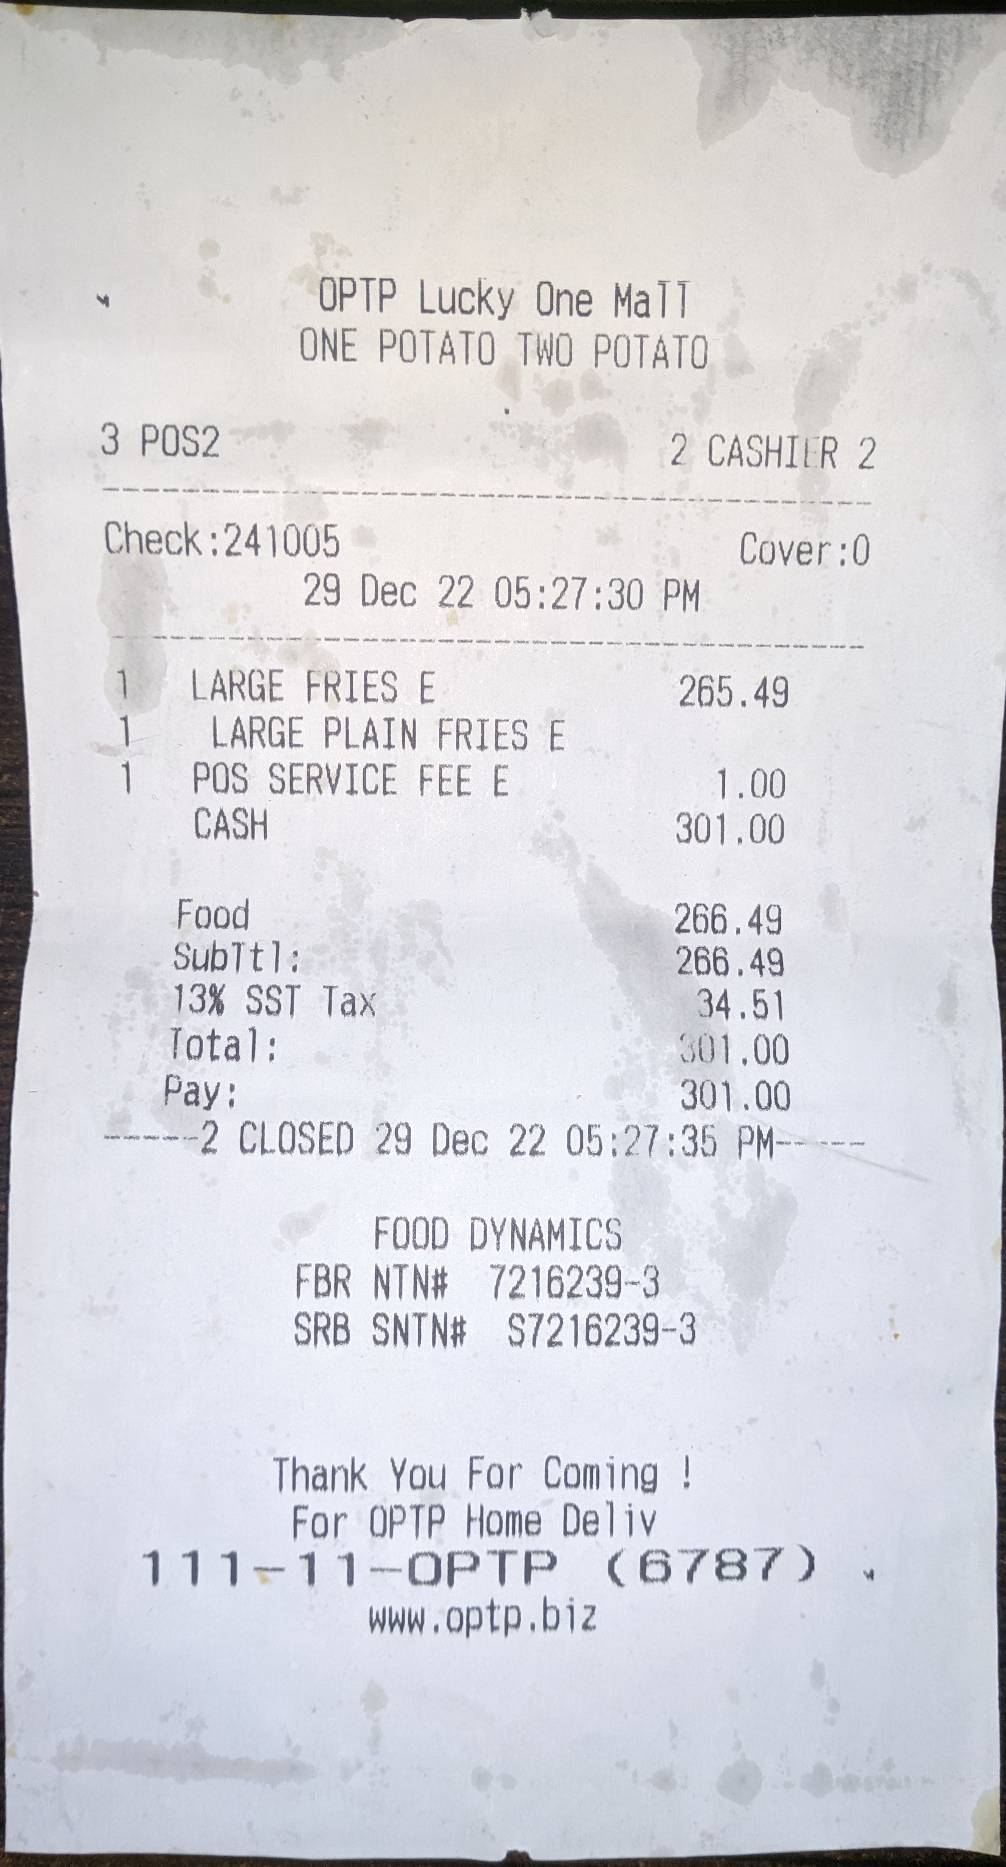 OPTP Lucky One Mall
ONE POTATO TWO POTATO
3 POS2 2 CASHIER 2
Check:241005 Cover:0
29 Dec 22 05:27:30 PM
1 LARGE FRIES E 265.49
1 LARGE PLAIN FRIES E
1 POS SERVICE FEE E 1.00
CASH 301.00
Food 266.49
SubTtl: 266.49
13% SST Tax 34.51
Total: 301.00
Pay: 301.00
------2 CLOSED 29 Dec 22 05:27:35 PM------
FOOD DYNAMICS
FBR NTN# 7216239-3
SRB SNTN# S7216239-3
Thank You For Coming !
For OPTP Home Deliv
111-11-OPTP (6787)
www.optp.biz